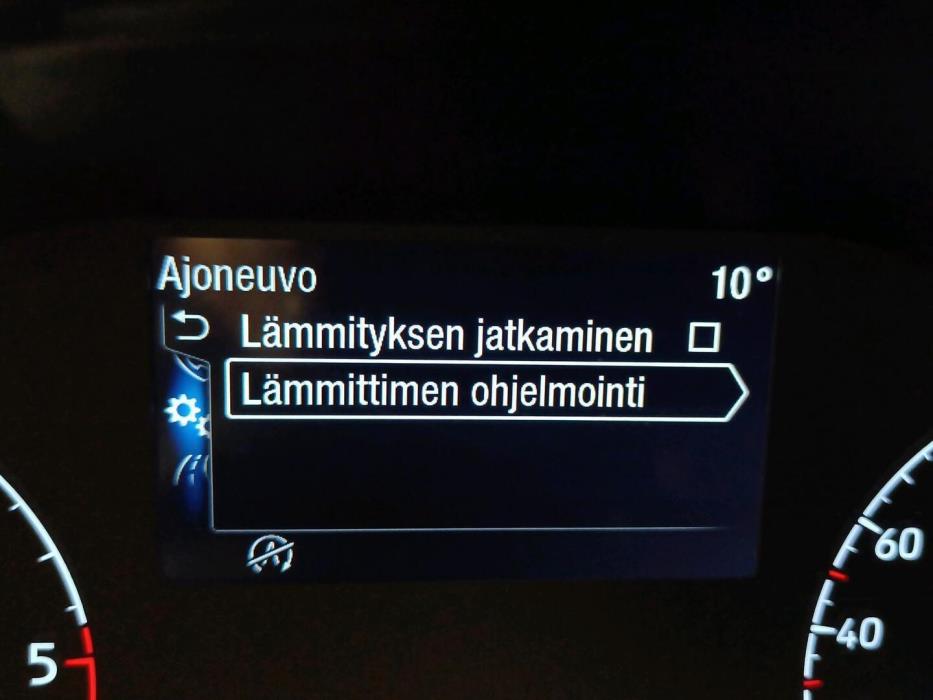 Ajoneuvo 10°
Lämmityksen jatkaminen
Lämmittimen ohjelmointi
A
60
40
5